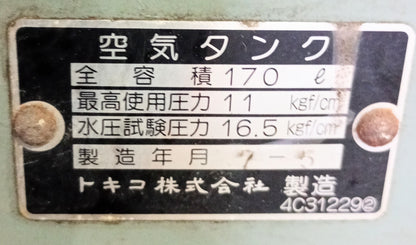 空気タンク
全容積 170 ℓ
最高使用圧力 11 kgf/cm²
水圧試験圧力 16.5 kgf/cm²
製造年月
トキコ株式会社 製造
4C31229②